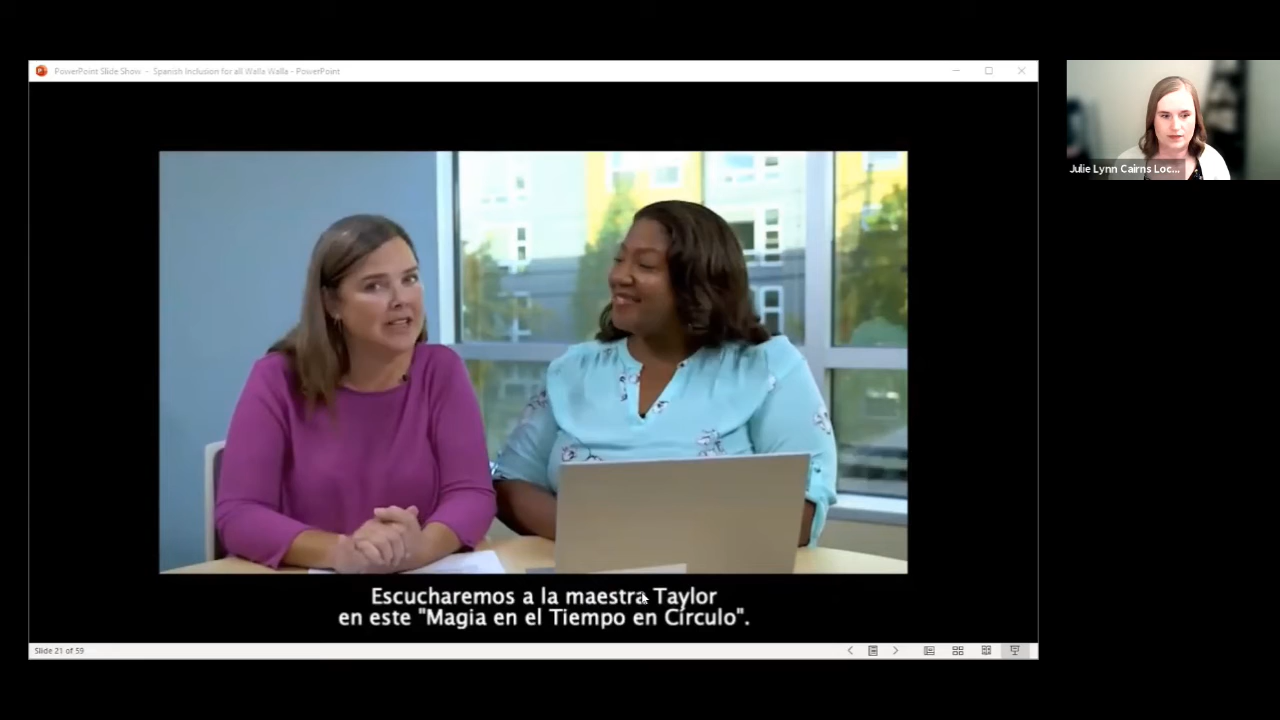 PowerPoint Slide Show - Spanish Inclusion for all Walla Walla - PowerPoint
Julie Lynn Cairns Loc...
Escucharemos a la maestra Taylor
en este "Magia en el Tiempo en Círculo".
Slide 21 of 59